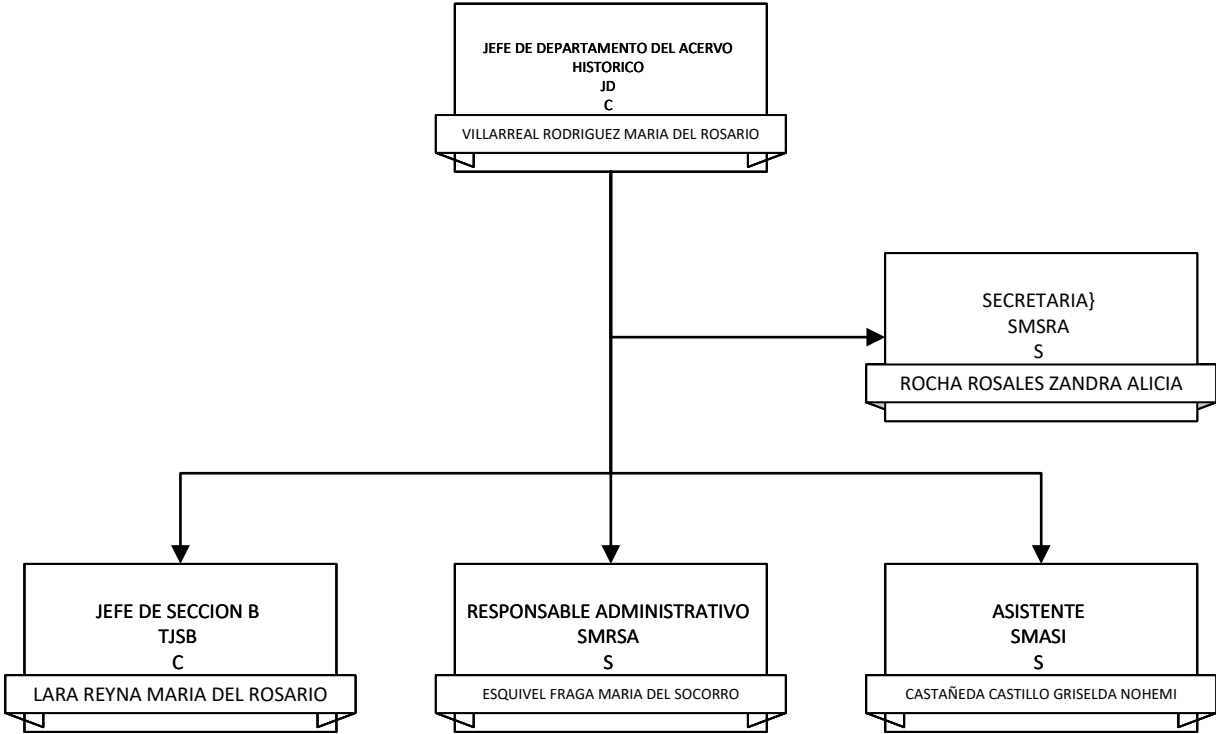 JEFE DE DEPARTAMENTO DEL ACERVO
HISTORICO
JD
C
VILLARREAL RODRIGUEZ MARIA DEL ROSARIO
SECRETARIA}
SMSRA
S
ROCHA ROSALES ZANDRA ALICIA
JEFE DE SECCION B
TJSB
C
LARA REYNA MARIA DEL ROSARIO
RESPONSABLE ADMINISTRATIVO
SMRSA
S
ESQUIVEL FRAGA MARIA DEL SOCORRO
ASISTENTE
SMASI
S
CASTAÑEDA CASTILLO GRISELDA NOHEMI